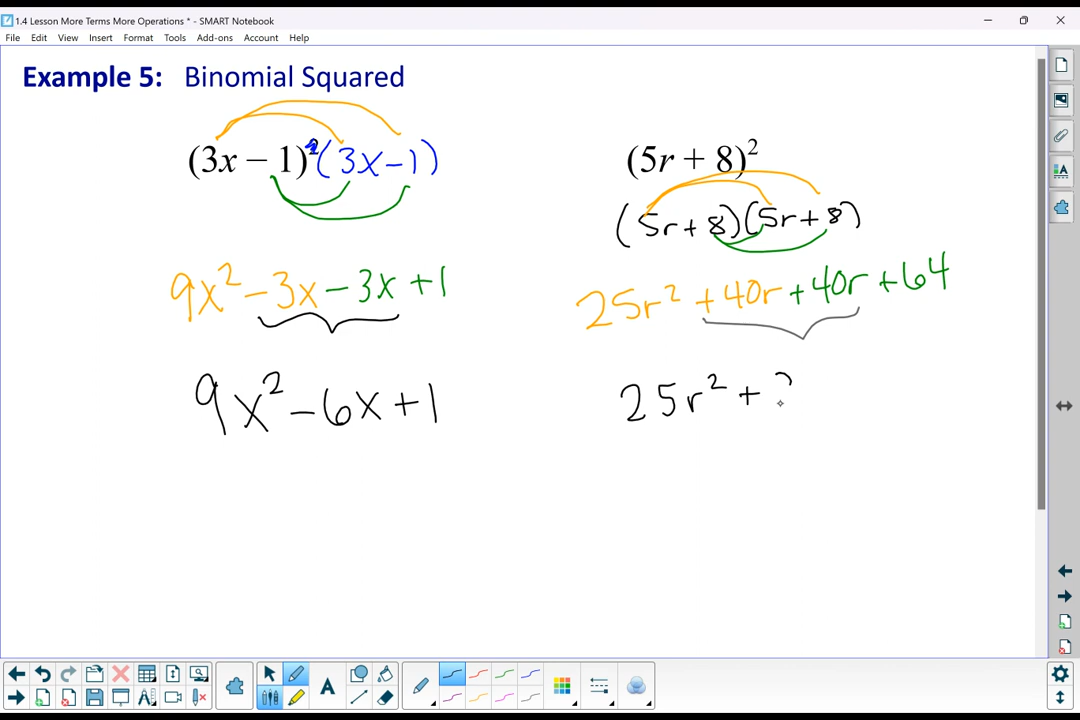 1.4 Lesson More Terms More Operations * - SMART Notebook
File Edit View Insert Format Tools Add-ons Account Help
Example 5: Binomial Squared
(3x − 1)² (3x−1)
9x² −3x −3x +1
9x² −6x +1
(5r + 8)²
(5r+8)(5r+8)
25r² +40r +40r +64
25r² +
A